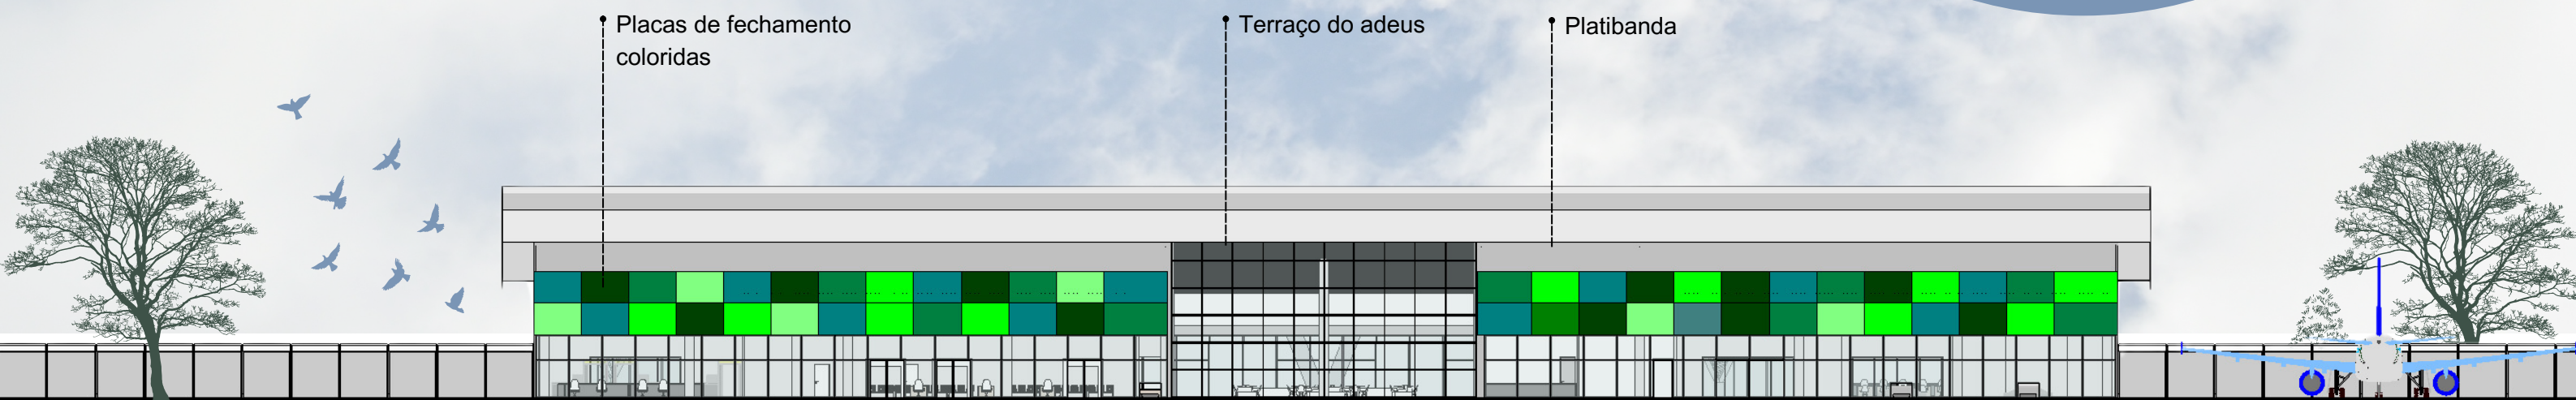 Placas de fechamento
coloridas
Terraço do adeus
Platibanda